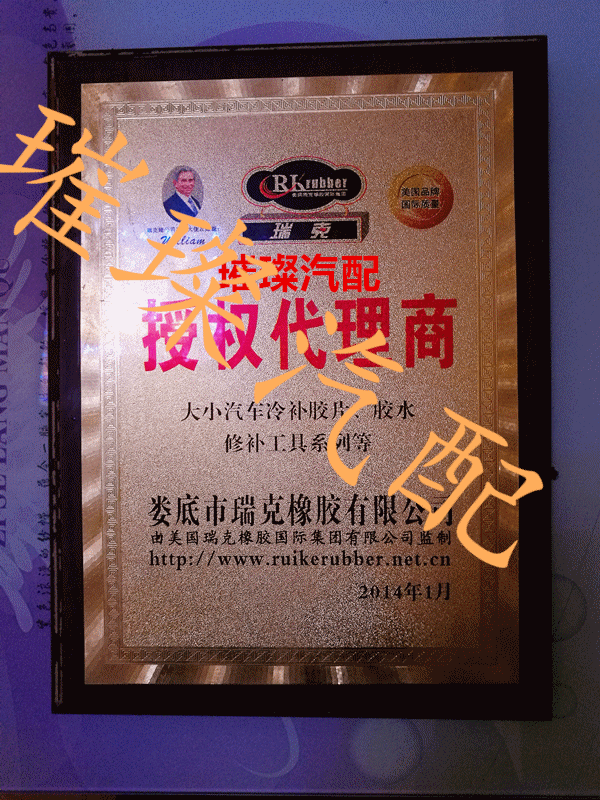 RK rubber
瑞克
美国品牌
国际质量
William
璀璨汽配
授权代理商
大小汽车冷补胶片、胶水
修补工具系列等
娄底市瑞克橡胶有限公司
由美国瑞克橡胶国际集团有限公司监制
http://www.ruikerubber.net.cn
2014年1月
璀璨汽配